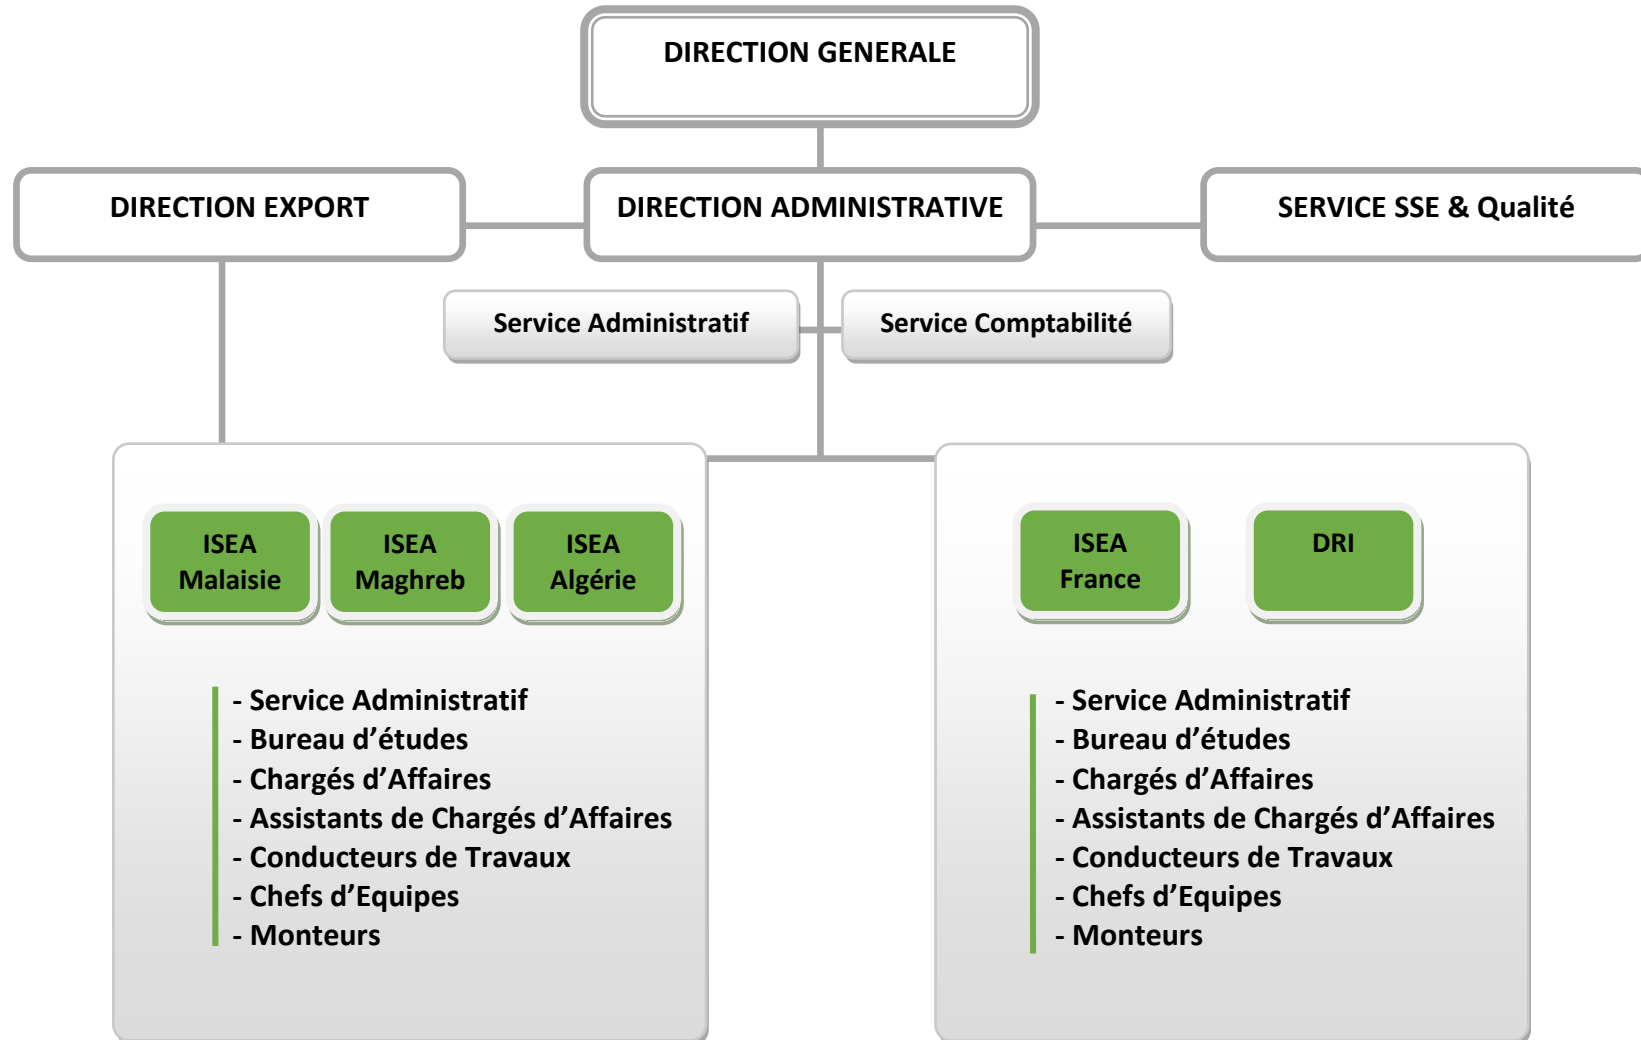 DIRECTION GENERALE
DIRECTION EXPORT
DIRECTION ADMINISTRATIVE
SERVICE SSE & Qualité
Service Administratif
Service Comptabilité
ISEA
Malaisie
ISEA
Maghreb
ISEA
Algérie
- Service Administratif
- Bureau d’études
- Chargés d’Affaires
- Assistants de Chargés d’Affaires
- Conducteurs de Travaux
- Chefs d’Equipes
- Monteurs
ISEA
France
DRI
- Service Administratif
- Bureau d’études
- Chargés d’Affaires
- Assistants de Chargés d’Affaires
- Conducteurs de Travaux
- Chefs d’Equipes
- Monteurs